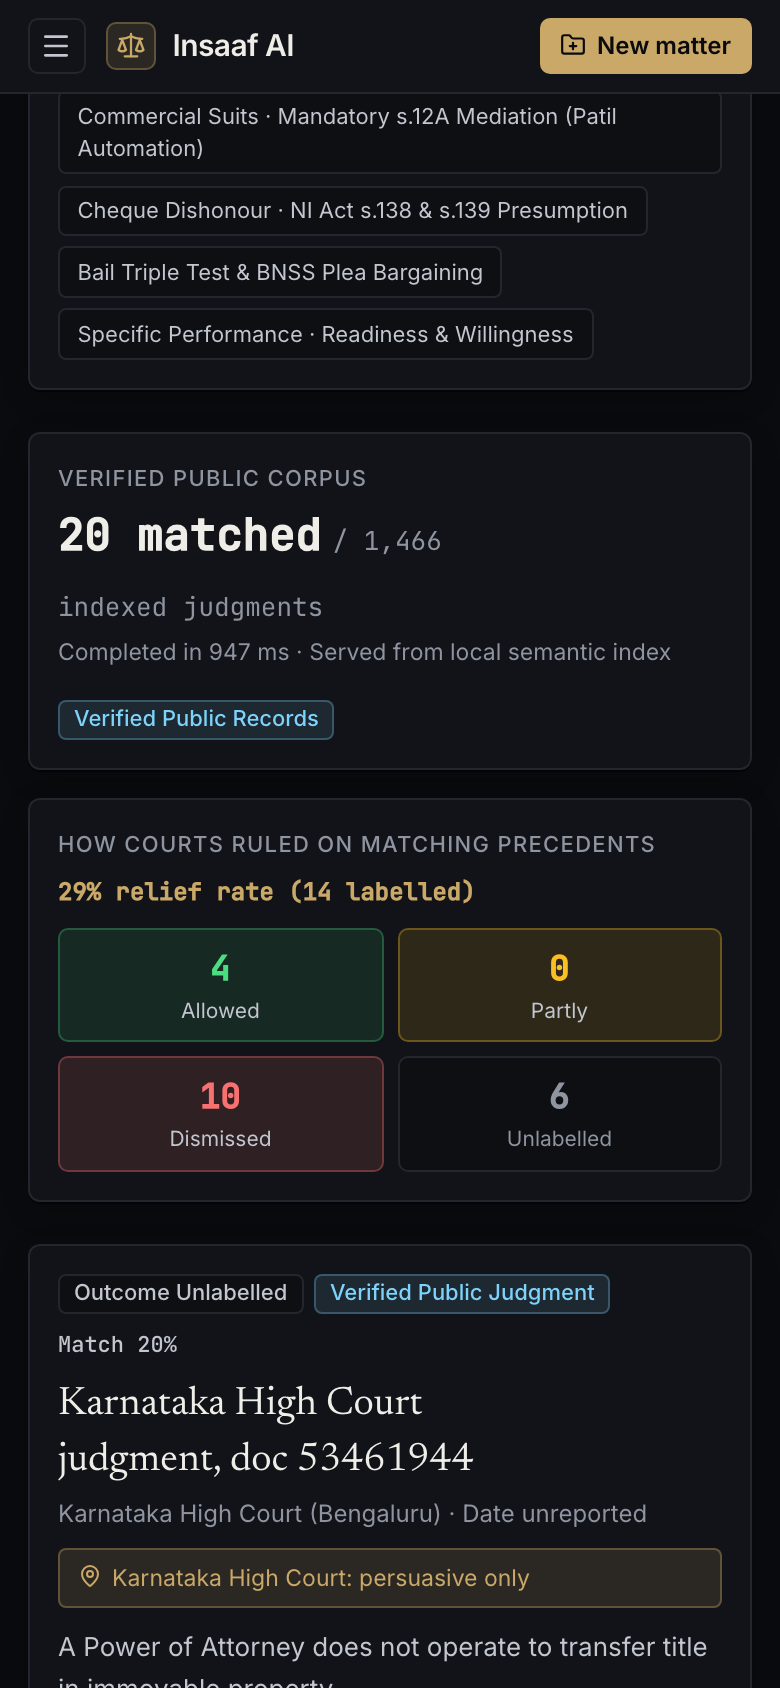 Insaaf AI
New matter
Commercial Suits · Mandatory s.12A Mediation (Patil
Automation)
Cheque Dishonour · NI Act s.138 & s.139 Presumption
Bail Triple Test & BNSS Plea Bargaining
Specific Performance · Readiness & Willingness
VERIFIED PUBLIC CORPUS
20 matched / 1,466
indexed judgments
Completed in 947 ms · Served from local semantic index
Verified Public Records
HOW COURTS RULED ON MATCHING PRECEDENTS
29% relief rate (14 labelled)
4
Allowed
0
Partly
10
Dismissed
6
Unlabelled
Outcome Unlabelled
Verified Public Judgment
Match 20%
Karnataka High Court
judgment, doc 53461944
Karnataka High Court (Bengaluru) · Date unreported
Karnataka High Court: persuasive only
A Power of Attorney does not operate to transfer title
in immovable property